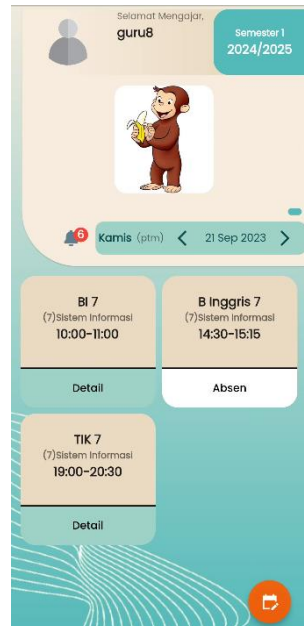 Selamat Mengajar,
guru8
Semester 1
2024/2025
6
Kamis (ptm)
21 Sep 2023
BI 7
(7)Sistem Informasi
10:00-11:00
Detail
B Inggris 7
(7)Sistem Informasi
14:30-15:15
Absen
TIK 7
(7)Sistem Informasi
19:00-20:30
Detail